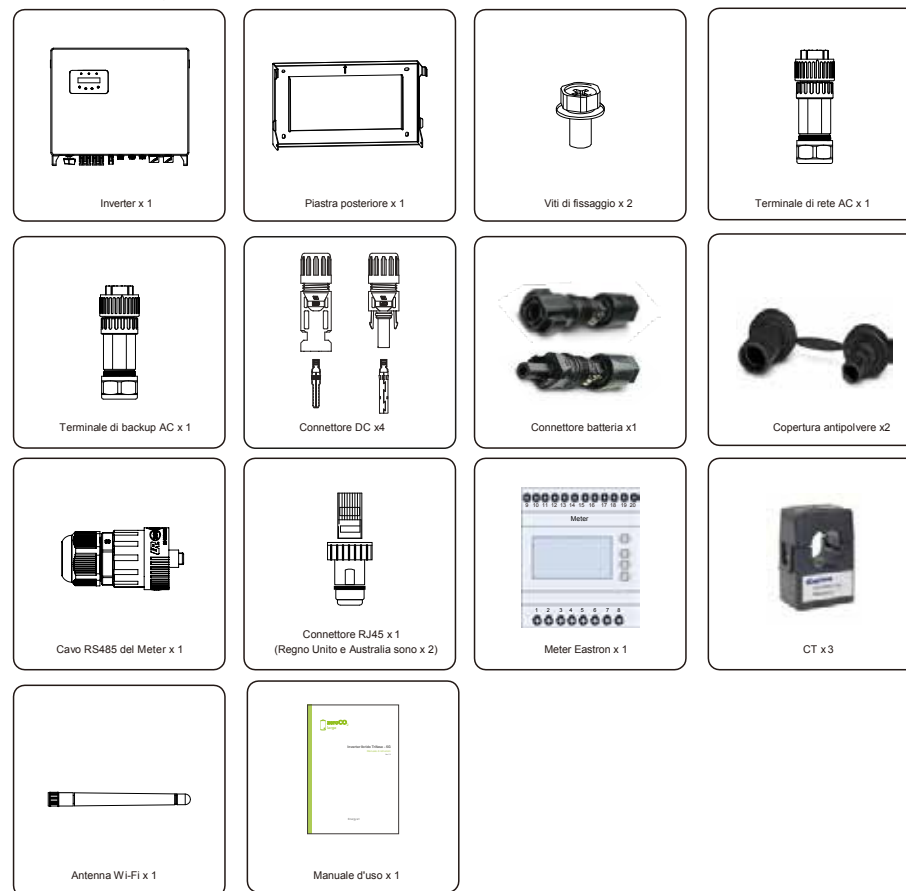 Inverter x 1
Piastra posteriore x 1
Viti di fissaggio x 2
Terminale di rete AC x 1
Terminale di backup AC x 1
Connettore DC x4
Connettore batteria x1
Copertura antipolvere x2
9 10 11 12 13 14 15 16 17 18 19 20
Meter
1 2 3 4 5 6 7 8
Cavo RS485 del Meter x 1
Connettore RJ45 x 1
(Regno Unito e Australia sono x 2)
Meter Eastron x 1
CT x 3
zeroCO₂
large
Antenna Wi-Fi x 1
Manuale d'uso x 1